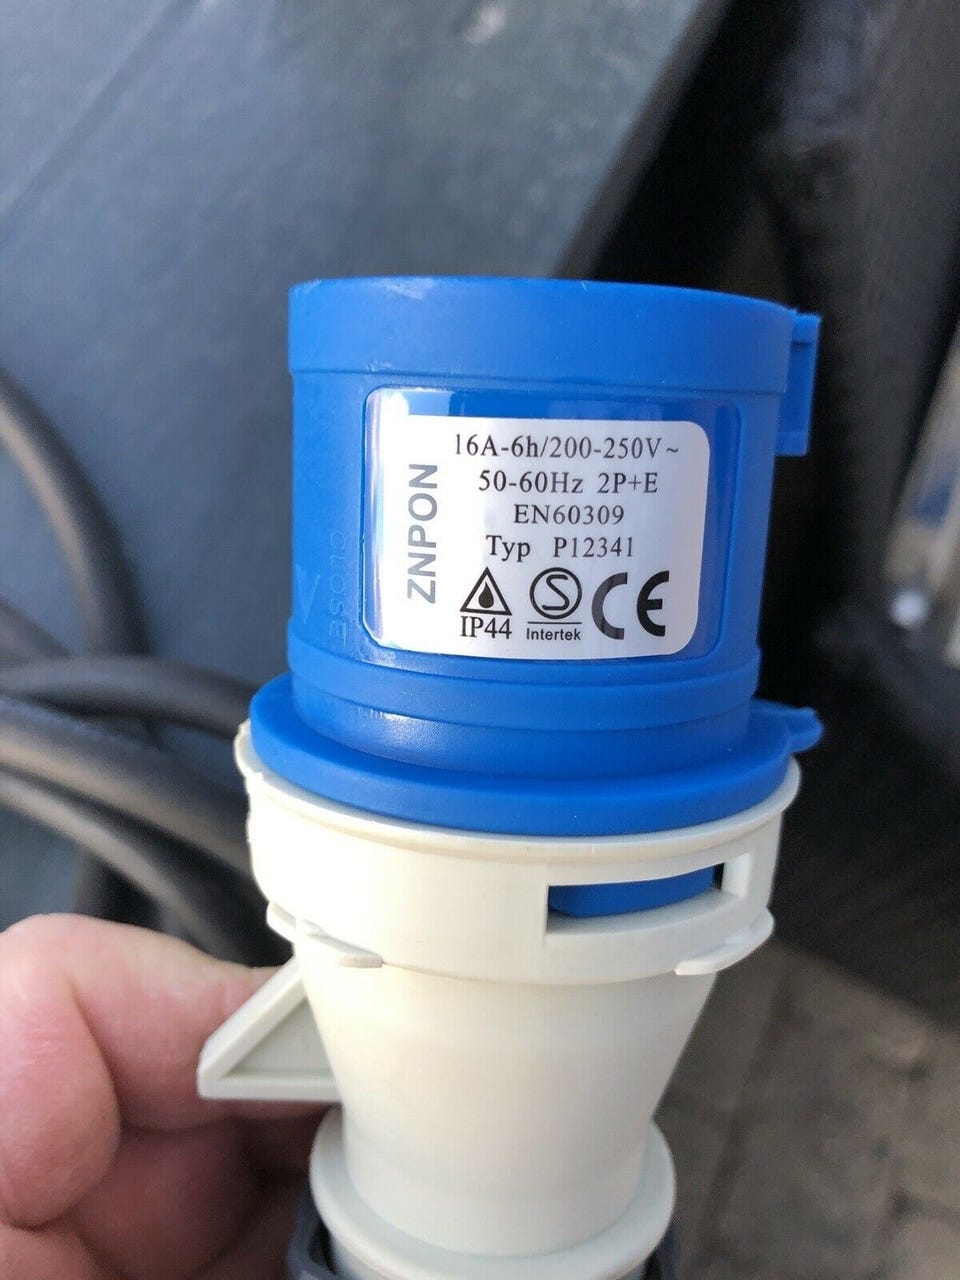 ZNPON
16A-6h/200-250V~
50-60Hz 2P+E
EN60309
Typ P12341
IP44
S
Intertek
CE